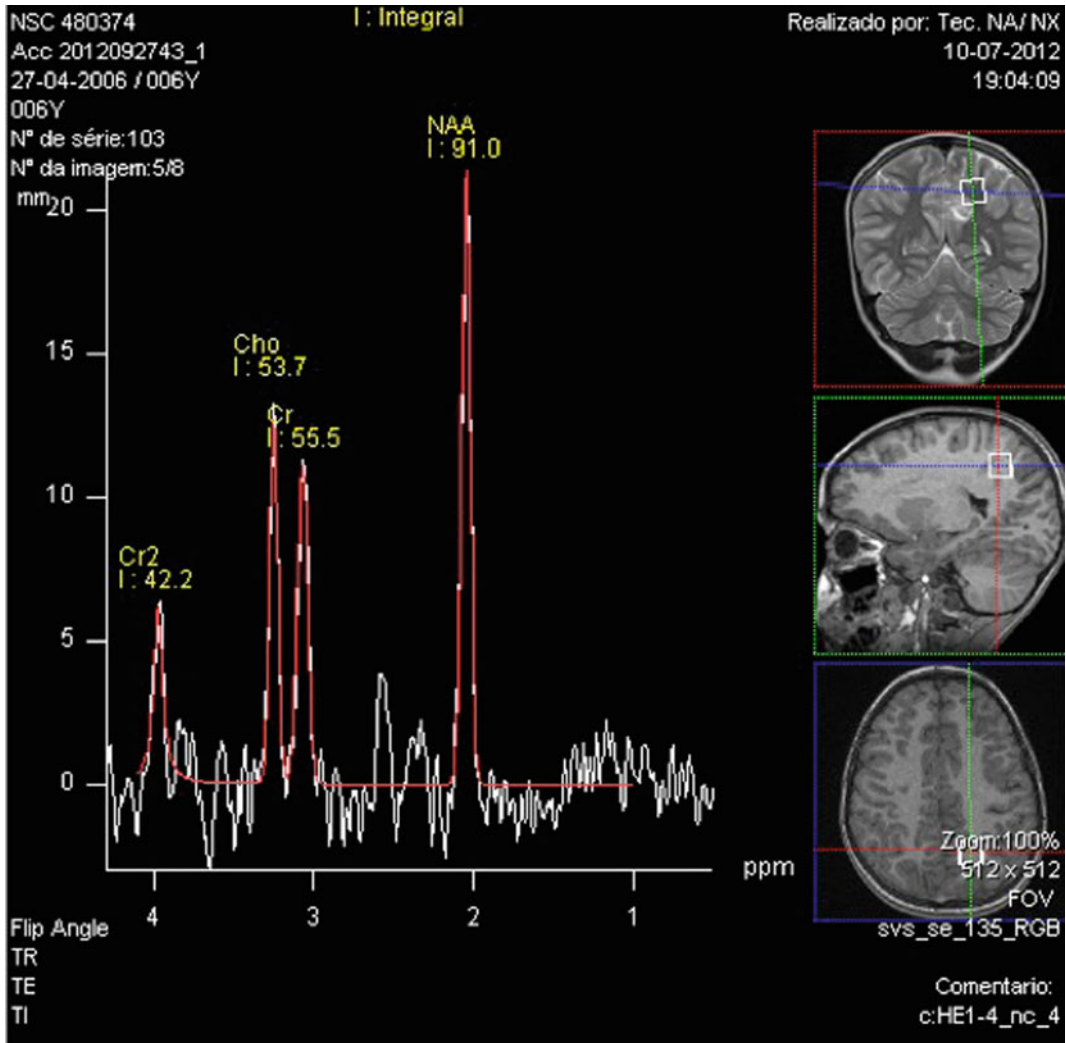 NSC 480374
Acc 2012092743_1
27-04-2006 / 006Y
006Y
Nº de série:103
Nº da imagem:5/8
I : Integral
Realizado por: Tec. NA/ NX
10-07-2012
19:04:09
mm
20
15
10
5
0
NAA
I : 91.0
Cho
I : 53.7
Cr
I : 55.5
Cr2
I : 42.2
4
3
2
1
ppm
Zoom:100%
512 x 512
FOV
svs_se_135_RGB
Flip Angle
TR
TE
TI
Comentario:
c:HE1-4_nc_4